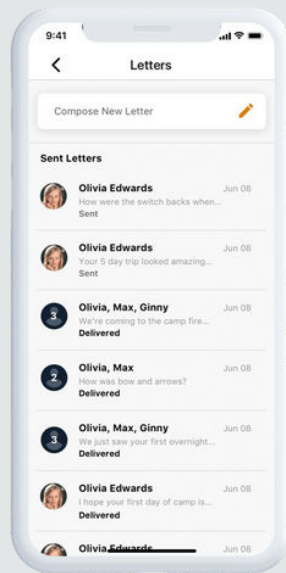 9:41
Letters
Compose New Letter
Sent Letters
Olivia Edwards Jun 08
How were the switch backs when...
Sent
Olivia Edwards Jun 08
Your 5 day trip looked amazing...
Sent
3 Olivia, Max, Ginny Jun 08
We're coming to the camp fire...
Delivered
2 Olivia, Max Jun 08
How was bow and arrows?
Delivered
3 Olivia, Max, Ginny Jun 08
We just saw your first overnight...
Delivered
Olivia Edwards Jun 08
I hope your first day of camp is...
Delivered
Olivia Edwards Jun 08